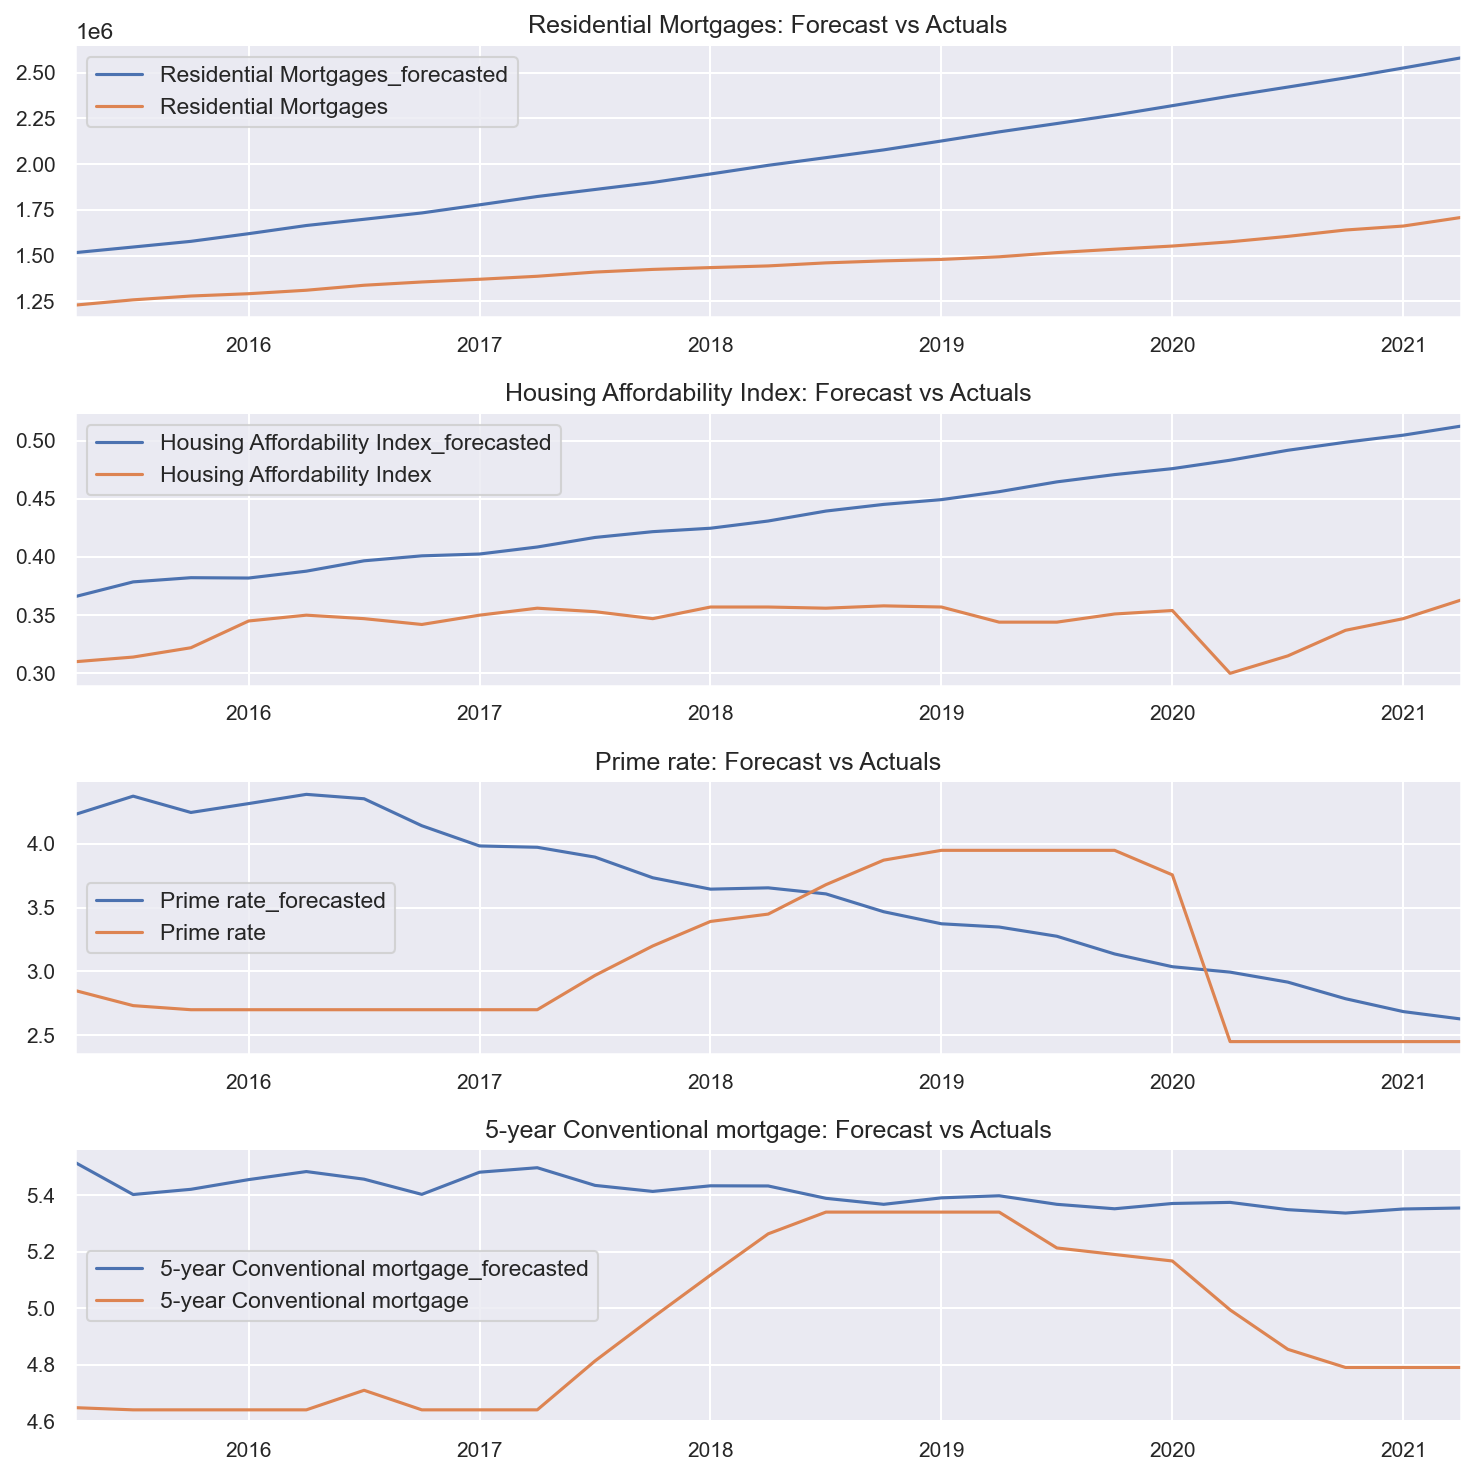 Residential Mortgages: Forecast vs Actuals
1e6
Residential Mortgages_forecasted
Residential Mortgages
2.50
2.25
2.00
1.75
1.50
1.25
2016 2017 2018 2019 2020 2021
Housing Affordability Index: Forecast vs Actuals
Housing Affordability Index_forecasted
Housing Affordability Index
0.50
0.45
0.40
0.35
0.30
2016 2017 2018 2019 2020 2021
Prime rate: Forecast vs Actuals
Prime rate_forecasted
Prime rate
4.0
3.5
3.0
2.5
2016 2017 2018 2019 2020 2021
5-year Conventional mortgage: Forecast vs Actuals
5-year Conventional mortgage_forecasted
5-year Conventional mortgage
5.4
5.2
5.0
4.8
4.6
2016 2017 2018 2019 2020 2021